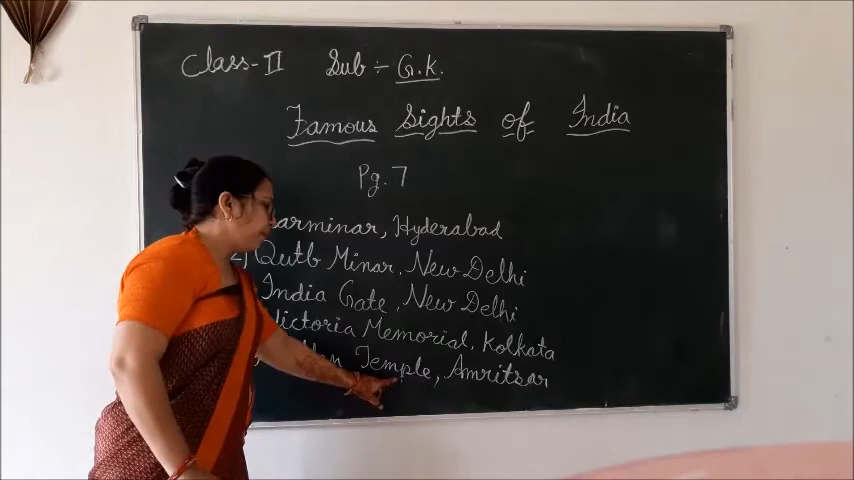 Class-II Sub ÷ G.K.
Famous Sights of India
Pg. 7
arminar, Hyderabad
2) Qutb Minar, New Delhi
India Gate, New Delhi
Victoria Memorial, Kolkata
Temple, Amritsar